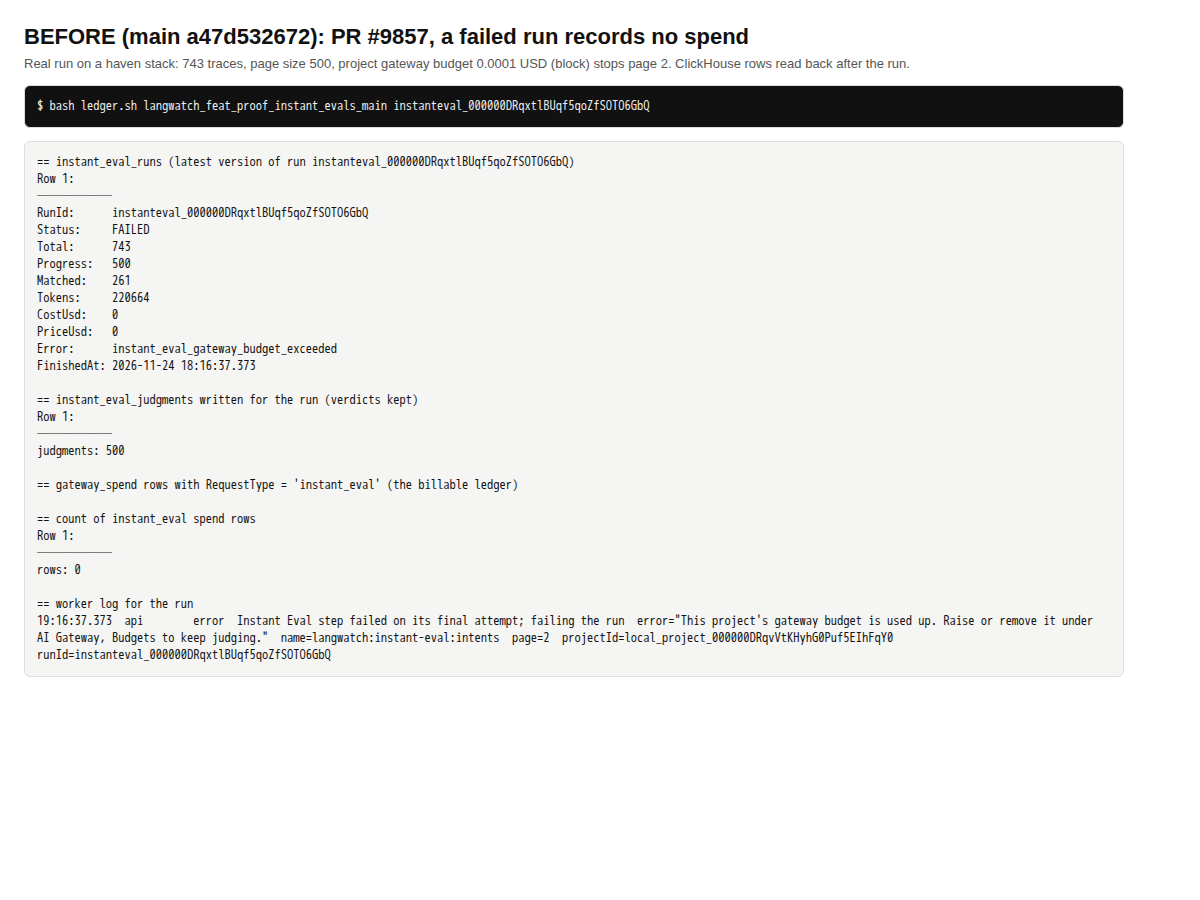 BEFORE (main a47d532672): PR #9857, a failed run records no spend
Real run on a haven stack: 743 traces, page size 500, project gateway budget 0.0001 USD (block) stops page 2. ClickHouse rows read back after the run.
$ bash ledger.sh langwatch_feat_proof_instant_evals_main instanteval_000000DRqxtlBUqf5qoZfSOTO6GbQ
== instant_eval_runs (latest version of run instanteval_000000DRqxtlBUqf5qoZfSOTO6GbQ)
Row 1:
──────
RunId:      instanteval_000000DRqxtlBUqf5qoZfSOTO6GbQ
Status:     FAILED
Total:      743
Progress:   500
Matched:    261
Tokens:     220664
CostUsd:    0
PriceUsd:   0
Error:      instant_eval_gateway_budget_exceeded
FinishedAt: 2026-11-24 18:16:37.373
== instant_eval_judgments written for the run (verdicts kept)
Row 1:
──────
judgments: 500
== gateway_spend rows with RequestType = 'instant_eval' (the billable ledger)
== count of instant_eval spend rows
Row 1:
──────
rows: 0
== worker log for the run
19:16:37.373  api        error  Instant Eval step failed on its final attempt; failing the run  error="This project's gateway budget is used up. Raise or remove it under
AI Gateway, Budgets to keep judging."  name=langwatch:instant-eval:intents  page=2  projectId=local_project_000000DRqvVtKHyhG0Puf5EIhFqY0
runId=instanteval_000000DRqxtlBUqf5qoZfSOTO6GbQ